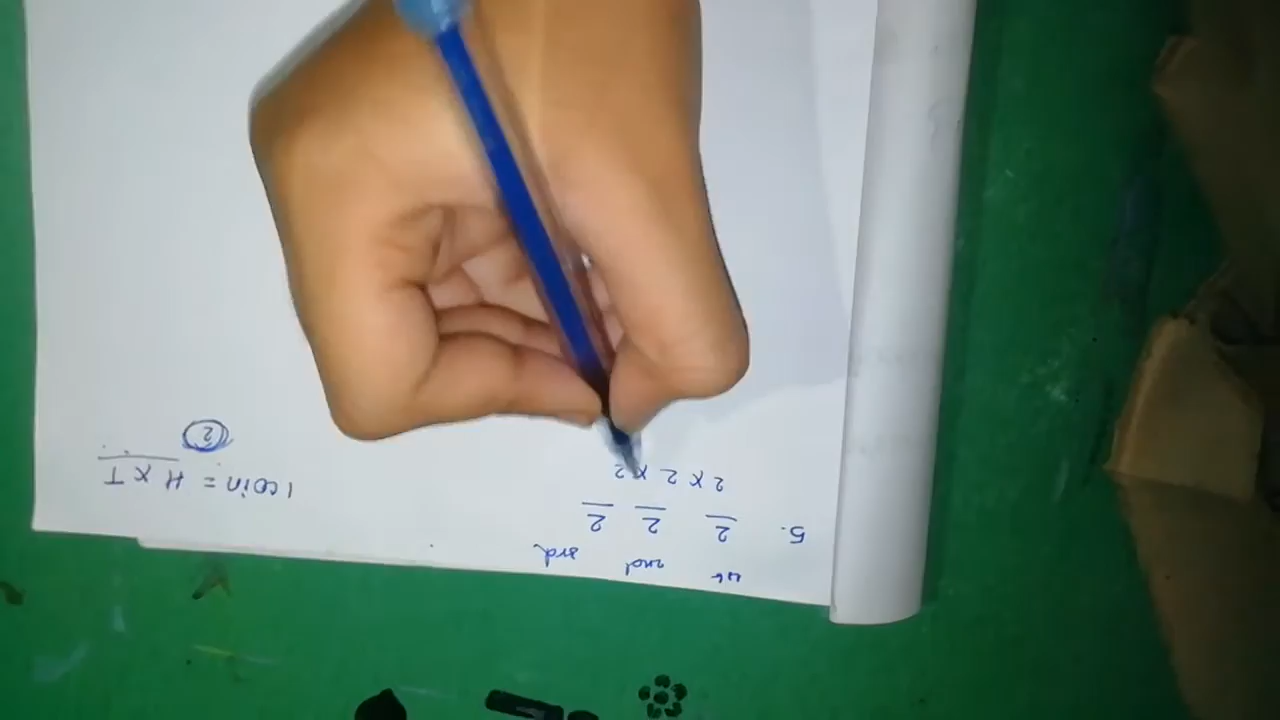 1st 2nd 3rd
5. 2 2 2
2 x 2 x 2
1 coin = H x T
2